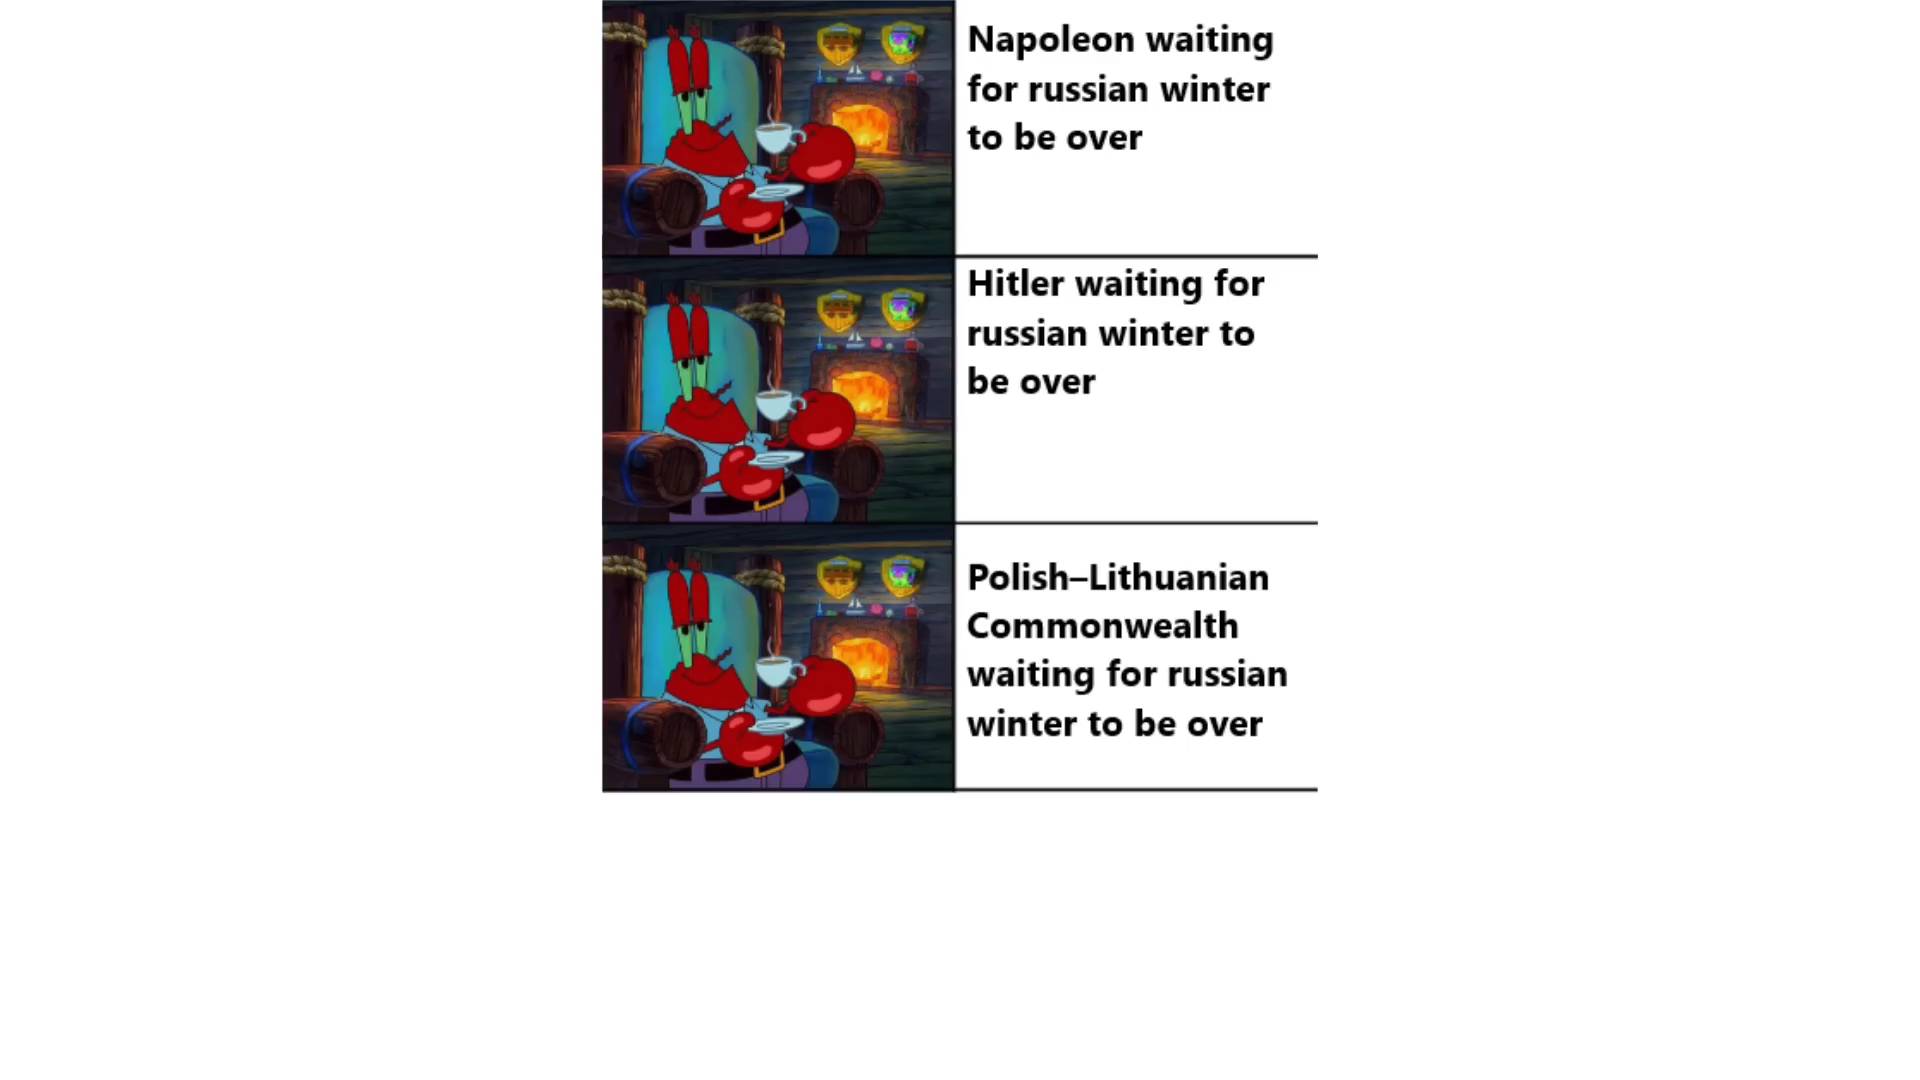 Napoleon waiting
for russian winter
to be over
Hitler waiting for
russian winter to
be over
Polish–Lithuanian
Commonwealth
waiting for russian
winter to be over